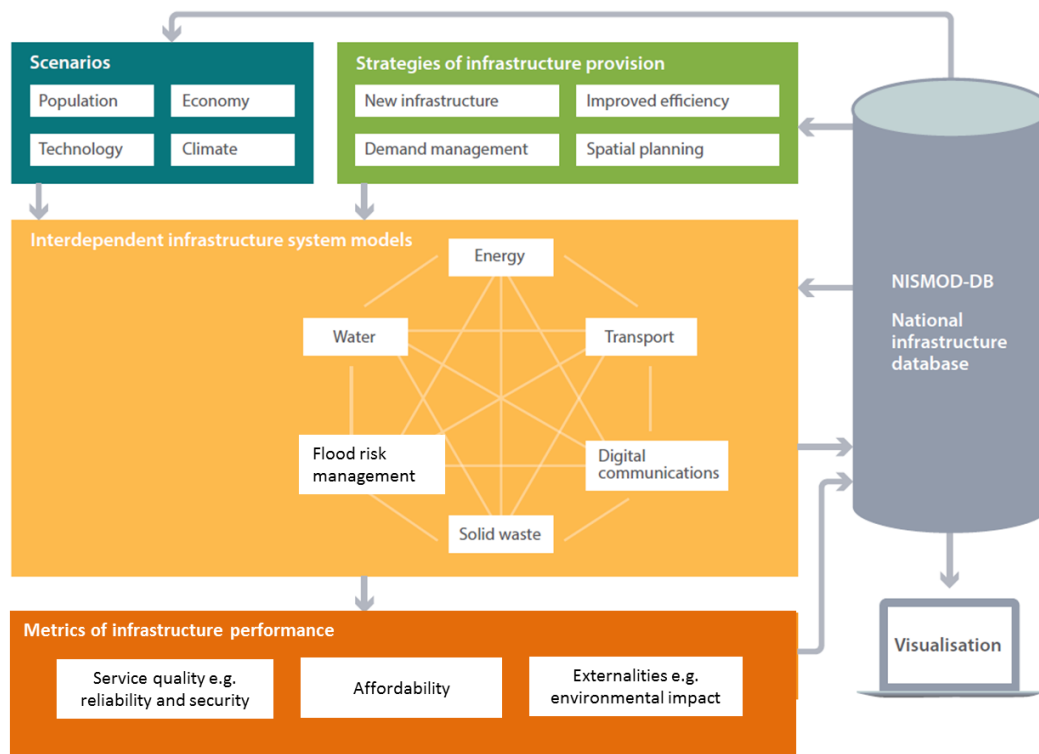 Scenarios
Population
Economy
Technology
Climate
Strategies of infrastructure provision
New infrastructure
Improved efficiency
Demand management
Spatial planning
Interdependent infrastructure system models
Energy
Water
Transport
Flood risk
management
Digital
communications
Solid waste
NISMOD-DB
National
infrastructure
database
Metrics of infrastructure performance
Service quality e.g.
reliability and security
Affordability
Externalities e.g.
environmental impact
Visualisation